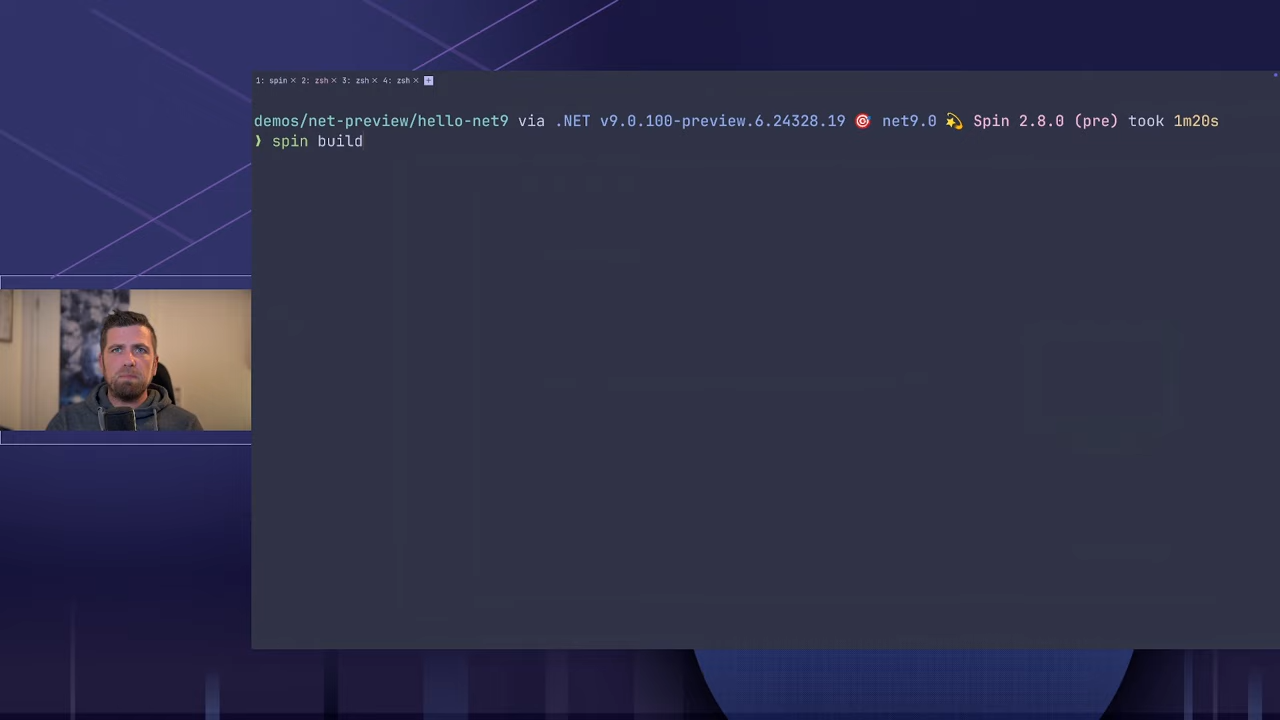 1: spin × 2: zsh × 3: zsh × 4: zsh × +
demos/net-preview/hello-net9 via .NET v9.0.100-preview.6.24328.19 🎯 net9.0 💫 Spin 2.8.0 (pre) took 1m20s
❯ spin build